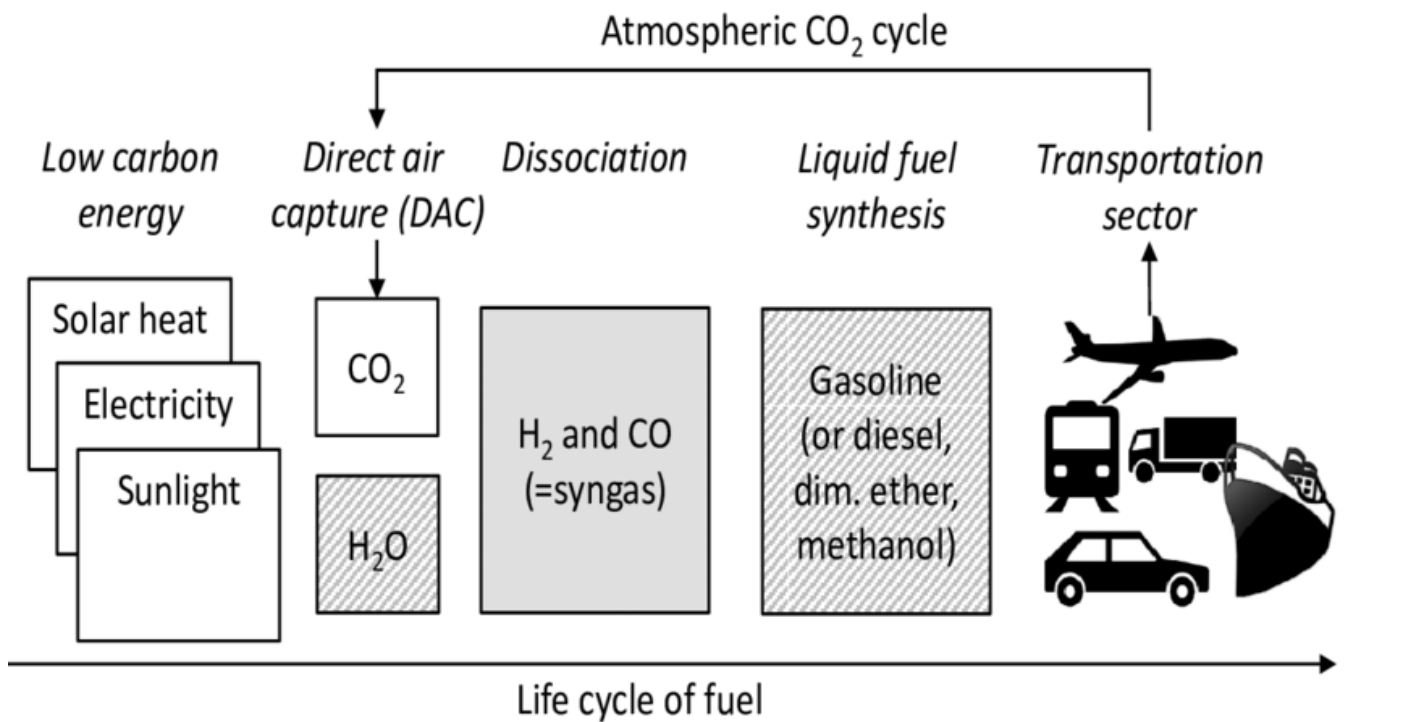 Atmospheric CO₂ cycle
Low carbon
energy
Direct air
capture (DAC)
Dissociation
Liquid fuel
synthesis
Transportation
sector
Solar heat
Electricity
Sunlight
CO₂
H₂O
H₂ and CO
(=syngas)
Gasoline
(or diesel,
dim. ether,
methanol)
Life cycle of fuel